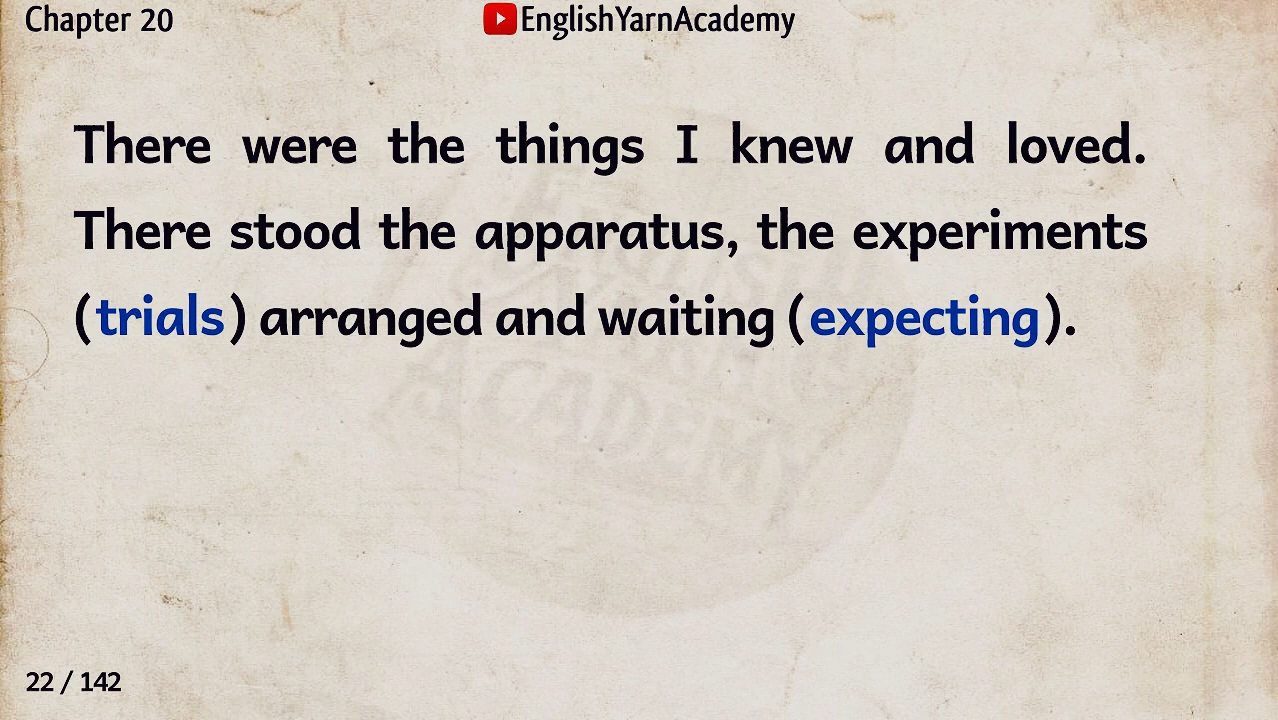 Chapter 20
EnglishYarnAcademy
There were the things I knew and loved.
There stood the apparatus, the experiments
(trials) arranged and waiting (expecting).
22 / 142